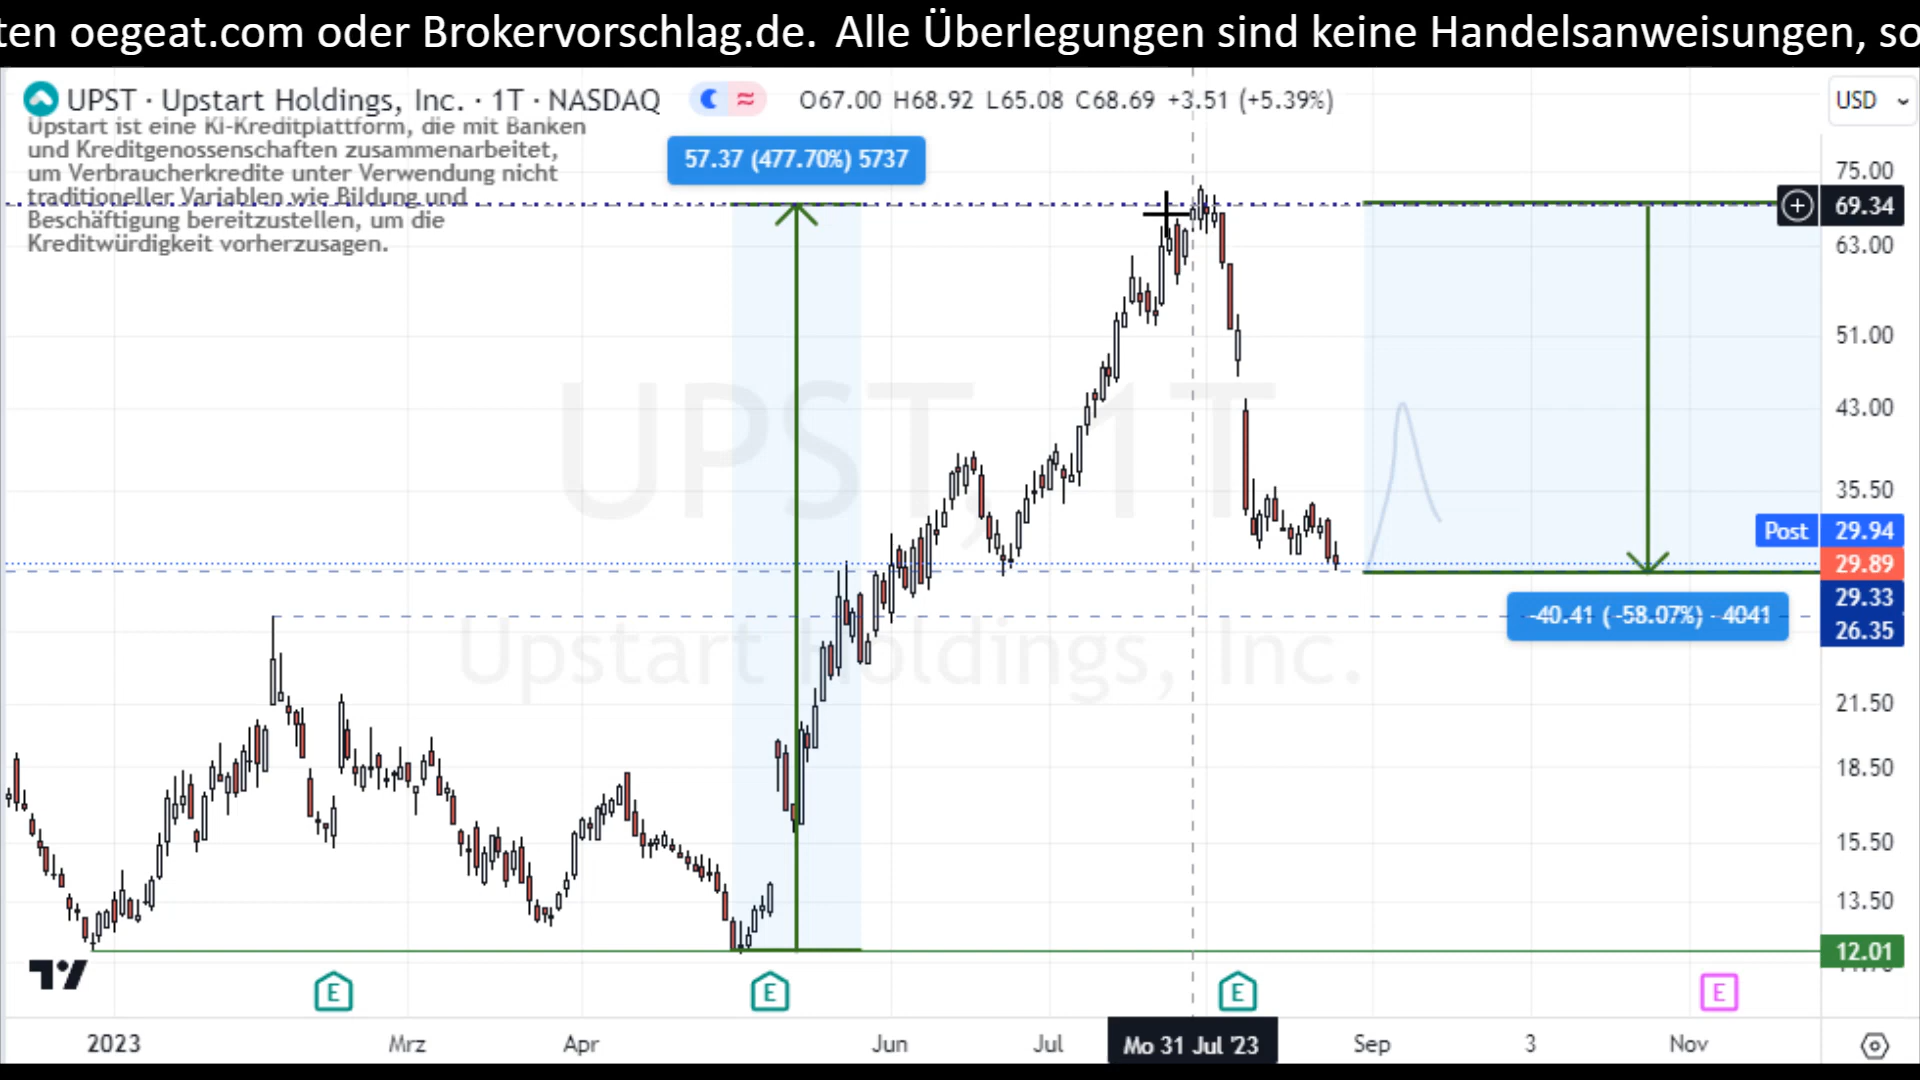 ten oegeat.com oder Brokervorschlag.de. Alle Überlegungen sind keine Handelsanweisungen, so
UPST · Upstart Holdings, Inc. · 1T · NASDAQ
O67.00 H68.92 L65.08 C68.69 +3.51 (+5.39%)
USD
Upstart ist eine KI-Kreditplattform, die mit Banken
und Kreditgenossenschaften zusammenarbeitet,
um Verbraucherkredite unter Verwendung nicht
traditioneller Variablen wie Bildung und
Beschäftigung bereitzustellen, um die
Kreditwürdigkeit vorherzusagen.
57.37 (477.70%) 5737
75.00
69.34
63.00
51.00
43.00
35.50
Post 29.94
29.89
29.33
26.35
21.50
18.50
15.50
13.50
12.01
UPST, 1T
Upstart Holdings, Inc.
-40.41 (-58.07%) -4041
E
E
E
E
2023
Mrz
Apr
Jun
Jul
Mo 31 Jul '23
Sep
3
Nov